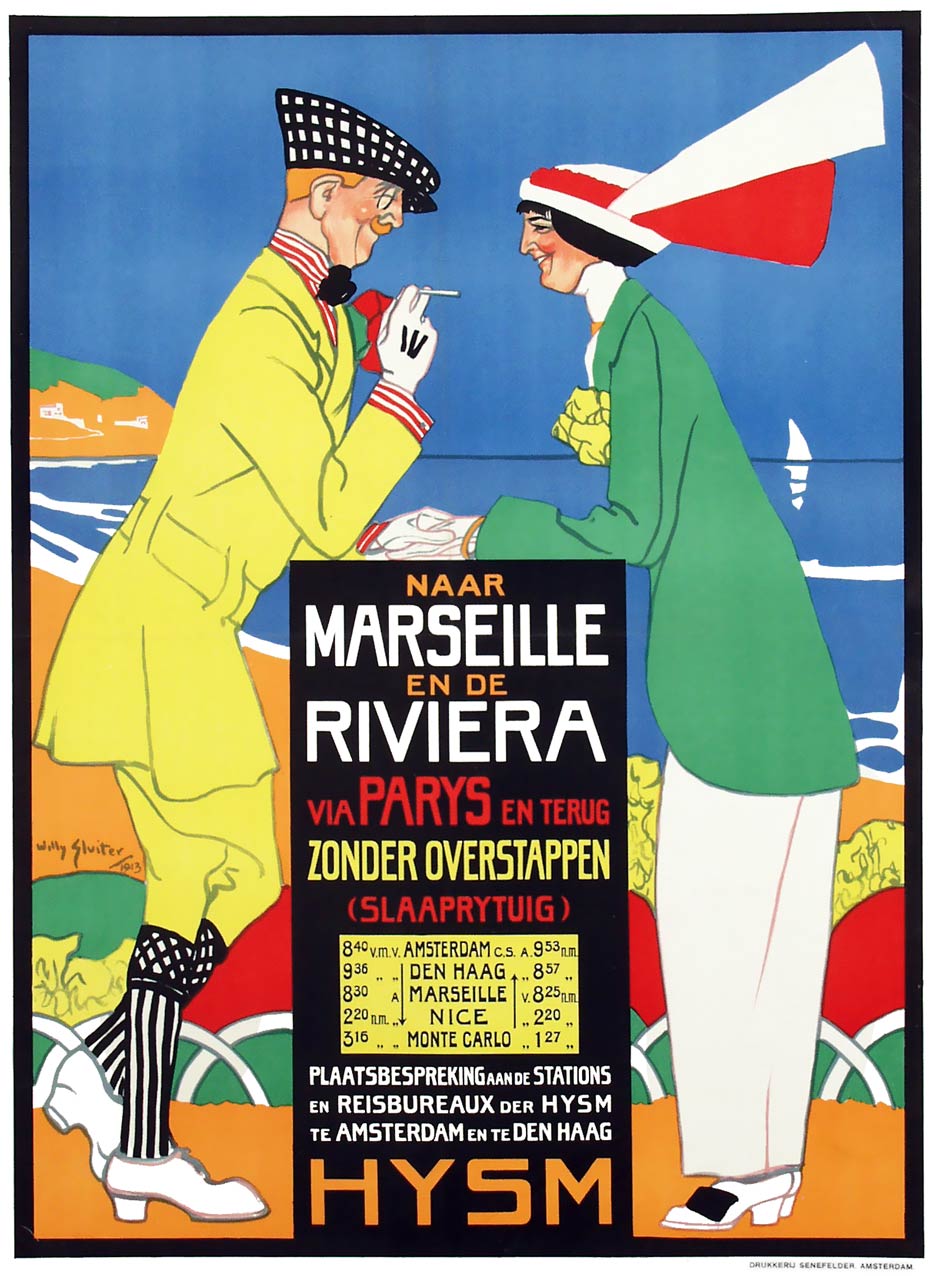 NAAR
MARSEILLE
EN DE
RIVIERA
VIA PARYS EN TERUG
ZONDER OVERSTAPPEN
(SLAAPRYTUIG)
8⁴⁰ V.M. V. AMSTERDAM C.S. A. 9⁵³ n.m.
9³⁶ „ „ DEN HAAG „ 8⁵⁷ „
8³⁰ A MARSEILLE V. 8²⁵ n.m.
2²⁰ n.m. „ NICE „ 2²⁰ „
3¹⁶ „ „ MONTE CARLO „ 1²⁷ „
PLAATSBESPREKING AAN DE STATIONS
EN REISBUREAUX DER HYSM
TE AMSTERDAM EN TE DEN HAAG
HYSM
Willy Sluiter
/1913
DRUKKERIJ SENEFELDER. AMSTERDAM.